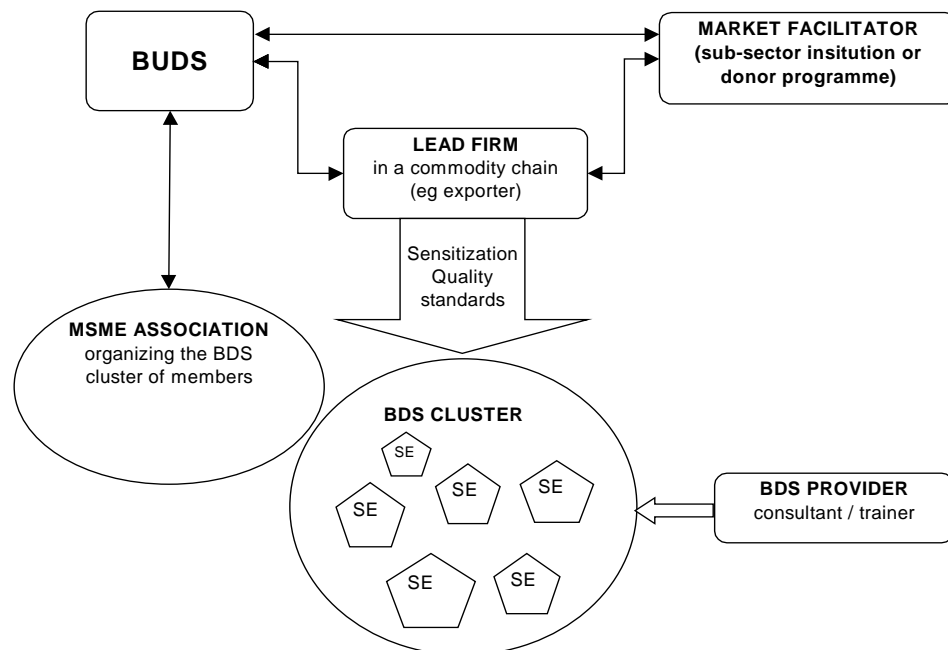 BUDS
MARKET FACILITATOR
(sub-sector insitution or
donor programme)
LEAD FIRM
in a commodity chain
(eg exporter)
Sensitization
Quality
standards
MSME ASSOCIATION
organizing the BDS
cluster of members
BDS CLUSTER
SE
SE
SE
SE
SE
SE
BDS PROVIDER
consultant / trainer